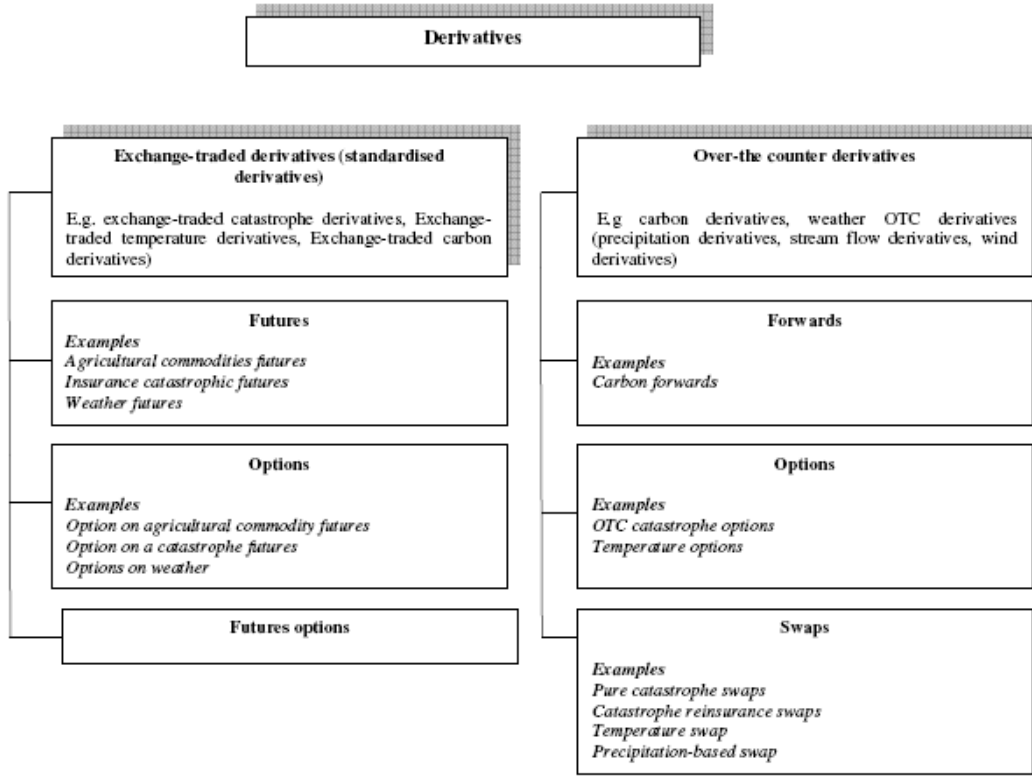 Derivatives
Exchange-traded derivatives (standardised
derivatives)
E.g. exchange-traded catastrophe derivatives, Exchange-
traded temperature derivatives, Exchange-traded carbon
derivatives)
Futures
Examples
Agricultural commodities futures
Insurance catastrophic futures
Weather futures
Options
Examples
Option on agricultural commodity futures
Option on a catastrophe futures
Options on weather
Futures options
Over-the counter derivatives
E.g carbon derivatives, weather OTC derivatives
(precipitation derivatives, stream flow derivatives, wind
derivatives)
Forwards
Examples
Carbon forwards
Options
Examples
OTC catastrophe options
Temperature options
Swaps
Examples
Pure catastrophe swaps
Catastrophe reinsurance swaps
Temperature swap
Precipitation-based swap